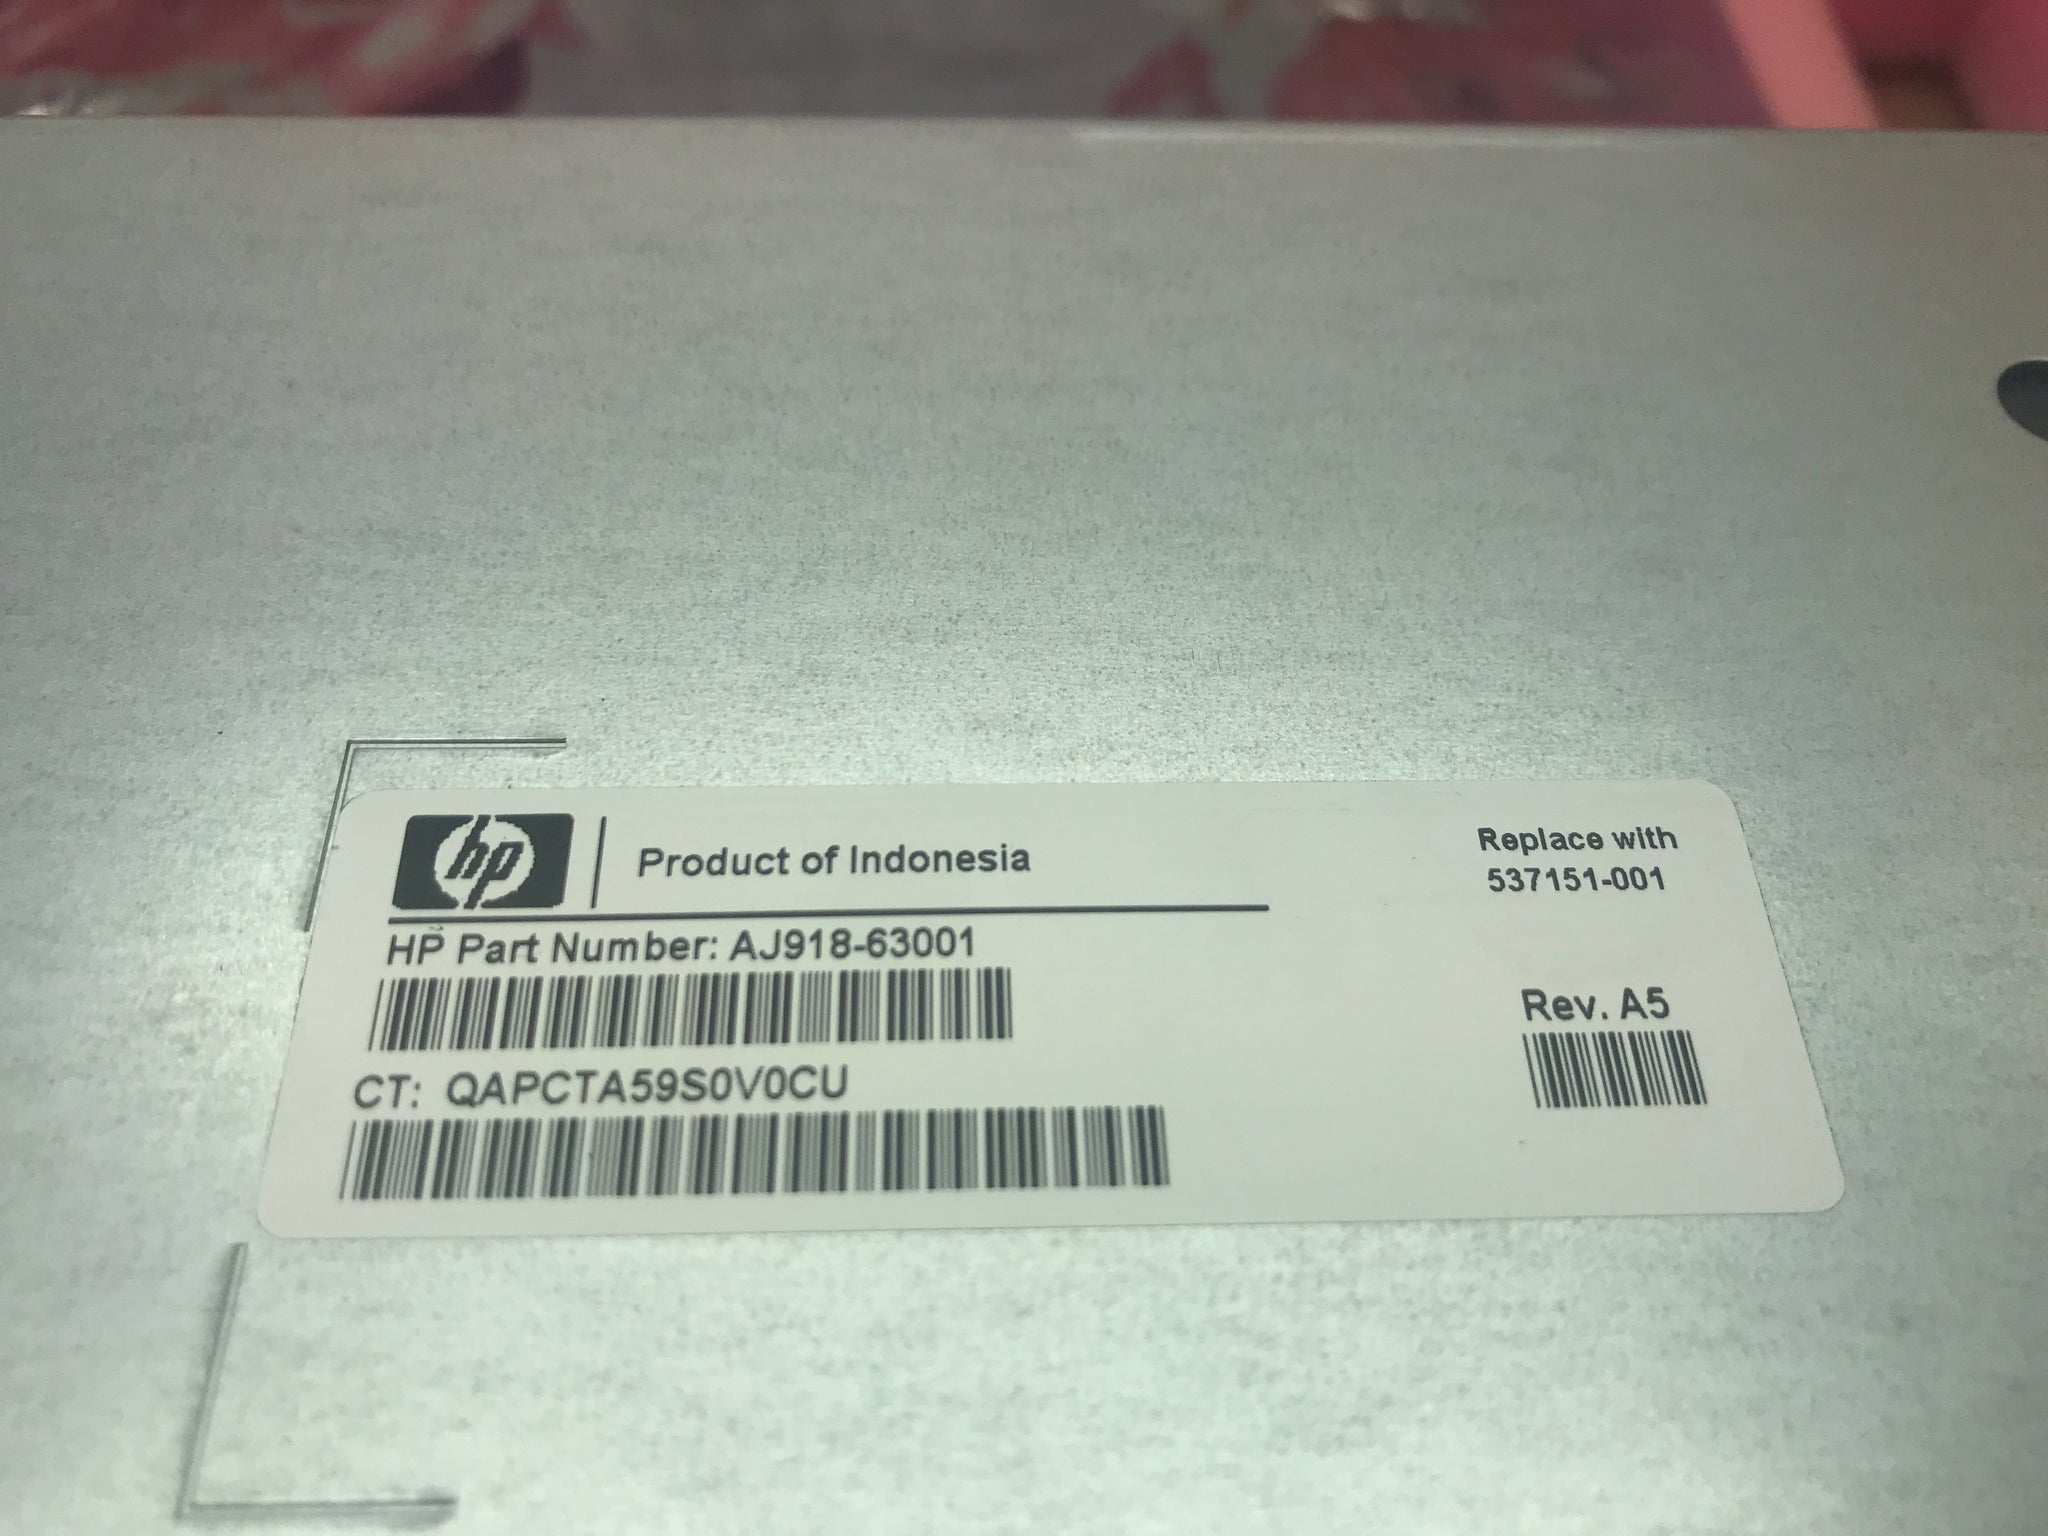 hp
Product of Indonesia
Replace with
537151-001
HP Part Number: AJ918-63001
Rev. A5
CT: QAPCTA59S0V0CU